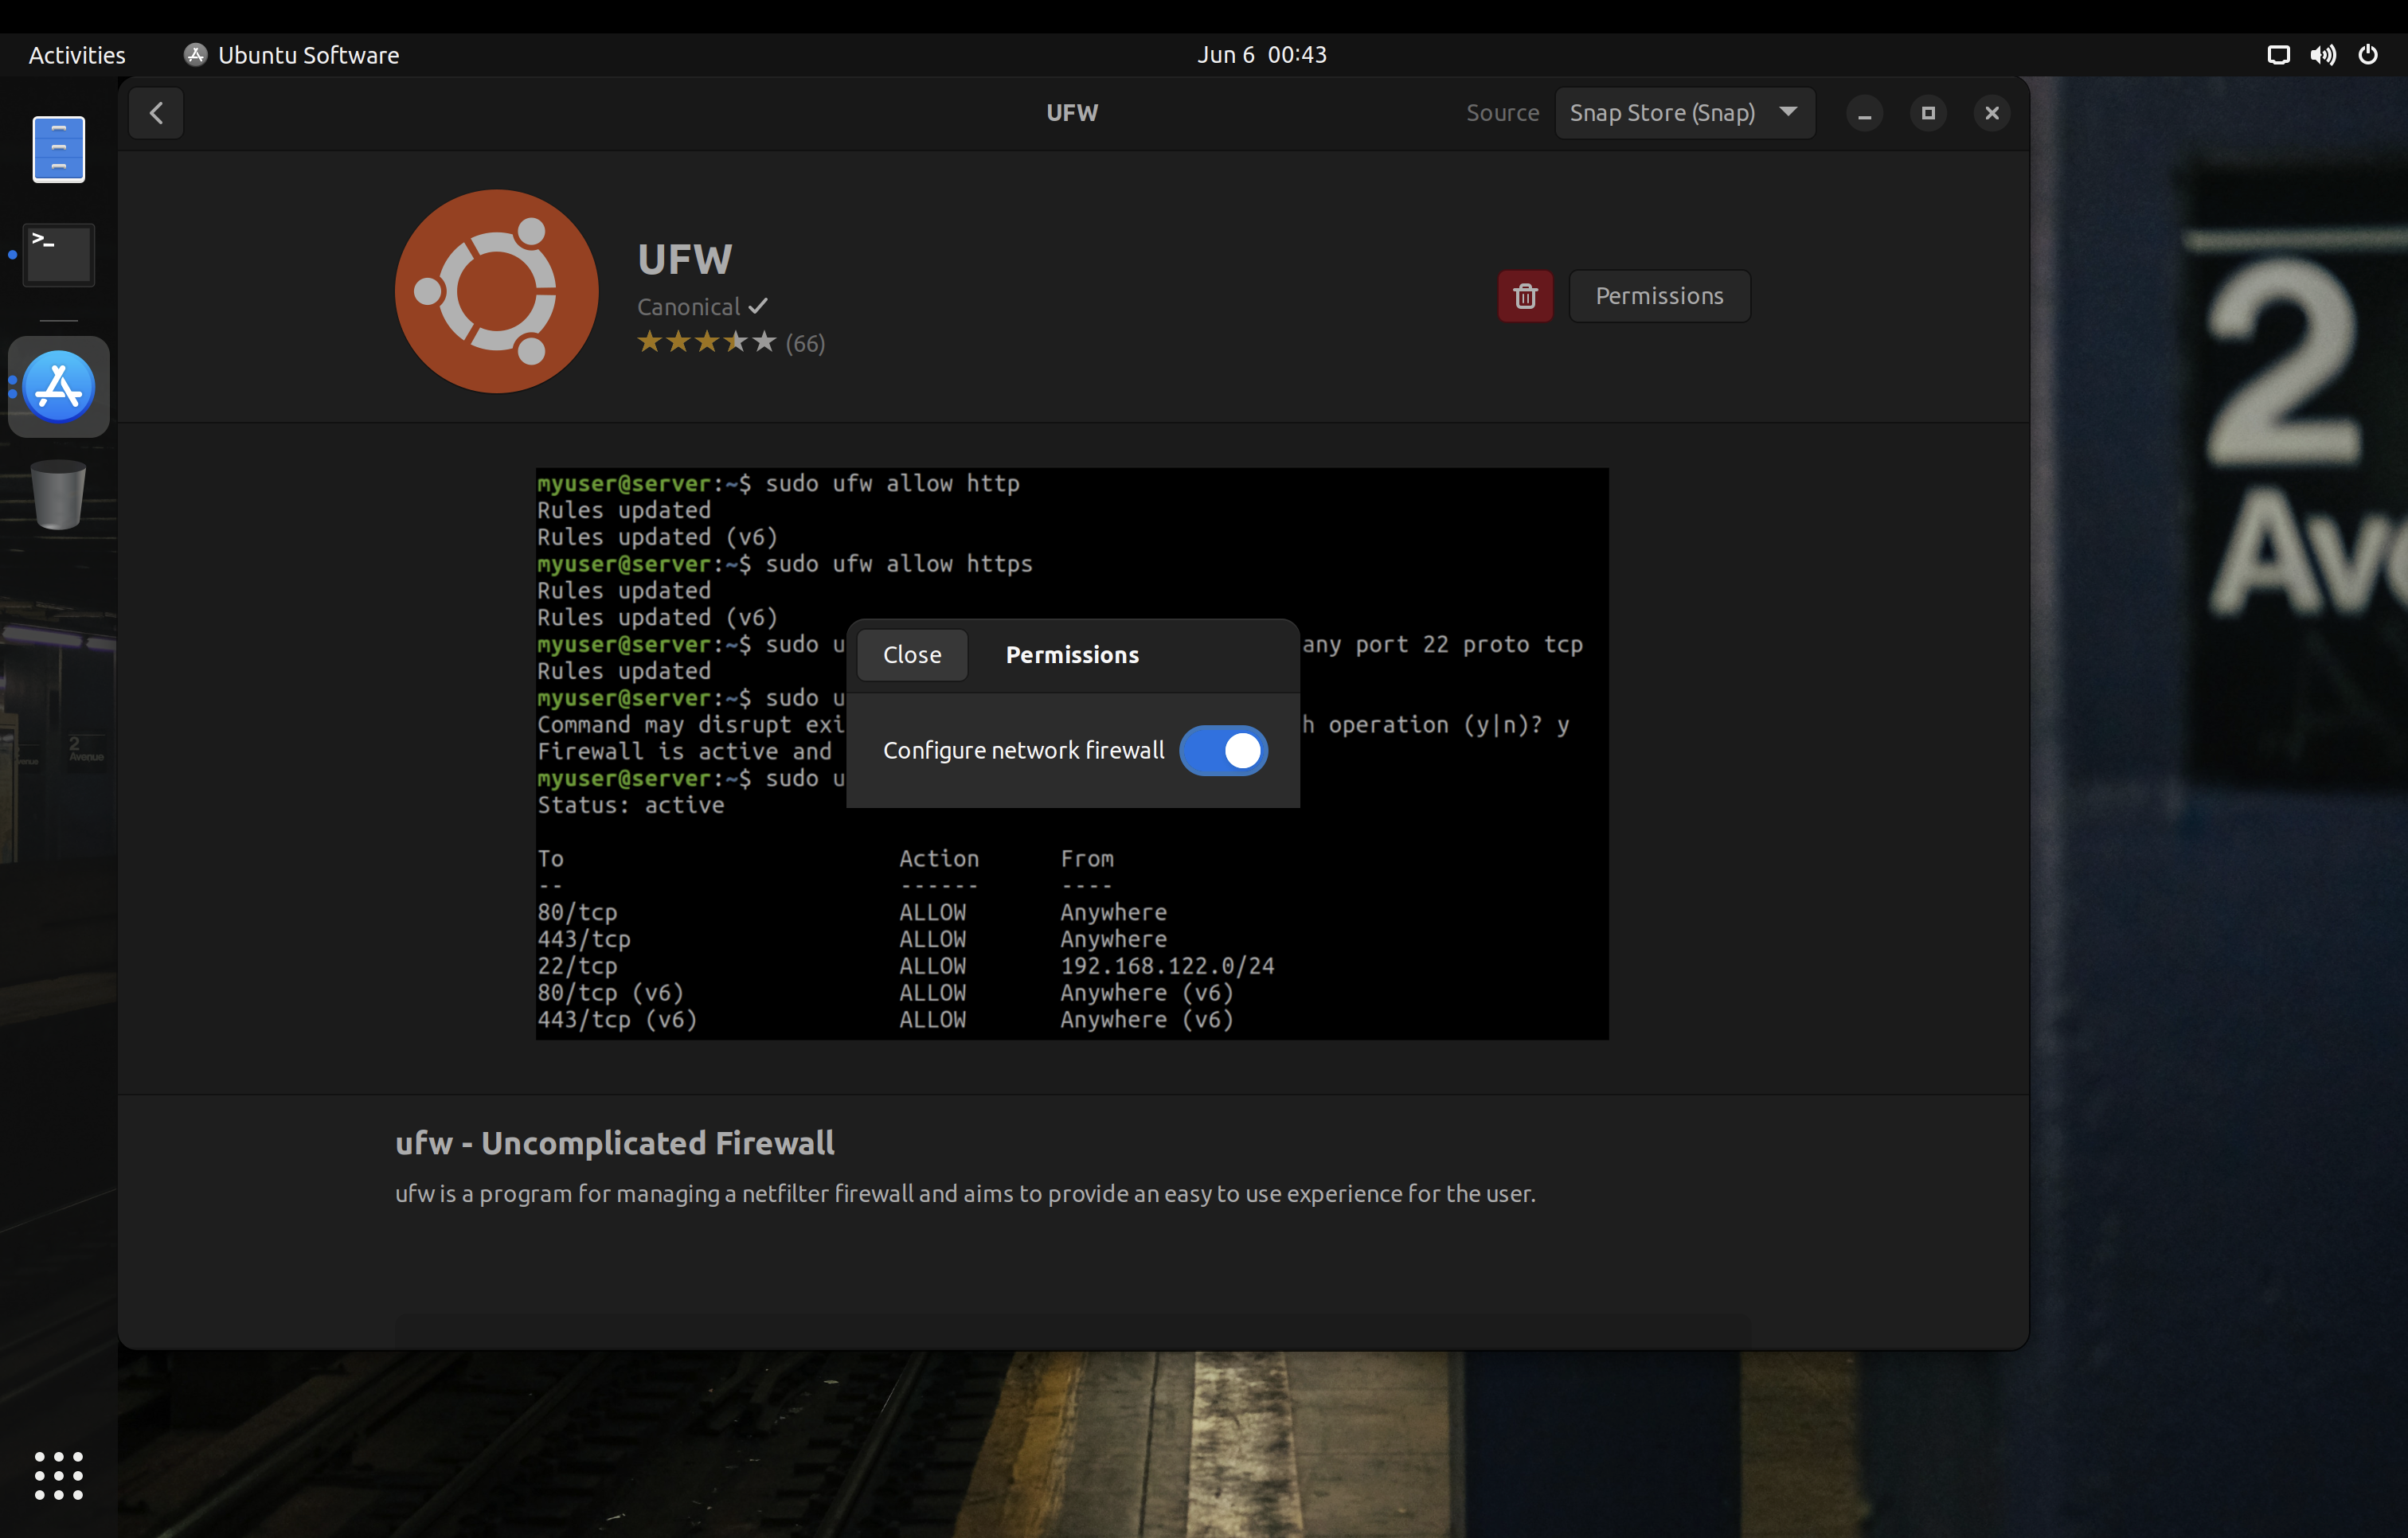 Activities
Ubuntu Software
Jun 6 00:43
UFW
Source
Snap Store (Snap)
UFW
Canonical
(66)
Permissions
myuser@server:~$ sudo ufw allow http
Rules updated
Rules updated (v6)
myuser@server:~$ sudo ufw allow https
Rules updated
Rules updated (v6)
myuser@server:~$ sudo u
any port 22 proto tcp
Rules updated
myuser@server:~$ sudo u
Command may disrupt exi
h operation (y|n)? y
Firewall is active and
myuser@server:~$ sudo u
Status: active
Close
Permissions
Configure network firewall
To Action From
-- ------ ----
80/tcp ALLOW Anywhere
443/tcp ALLOW Anywhere
22/tcp ALLOW 192.168.122.0/24
80/tcp (v6) ALLOW Anywhere (v6)
443/tcp (v6) ALLOW Anywhere (v6)
ufw - Uncomplicated Firewall
ufw is a program for managing a netfilter firewall and aims to provide an easy to use experience for the user.
2
Ave
2
Avenue